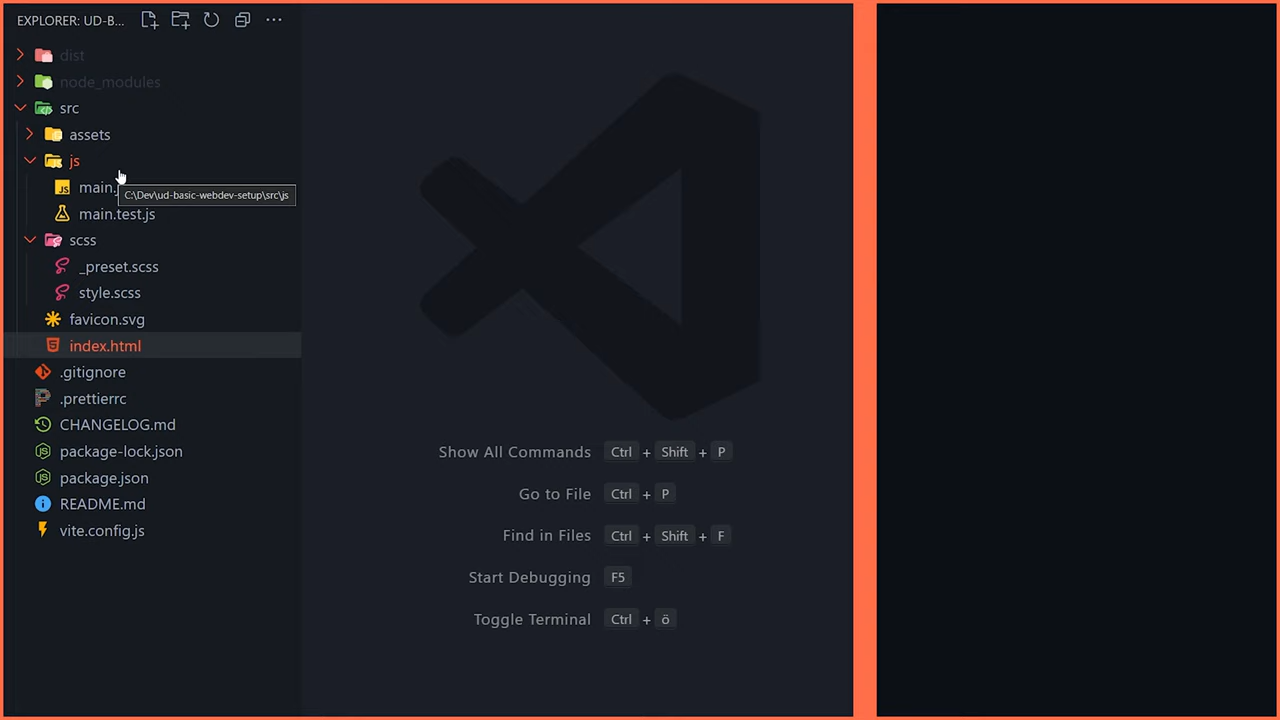 EXPLORER: UD-B...
dist
node_modules
src
assets
js
main.
C:\Dev\ud-basic-webdev-setup\src\js
main.test.js
scss
_preset.scss
style.scss
favicon.svg
index.html
.gitignore
.prettierrc
CHANGELOG.md
package-lock.json
package.json
README.md
vite.config.js
Show All Commands Ctrl + Shift + P
Go to File Ctrl + P
Find in Files Ctrl + Shift + F
Start Debugging F5
Toggle Terminal Ctrl + ö